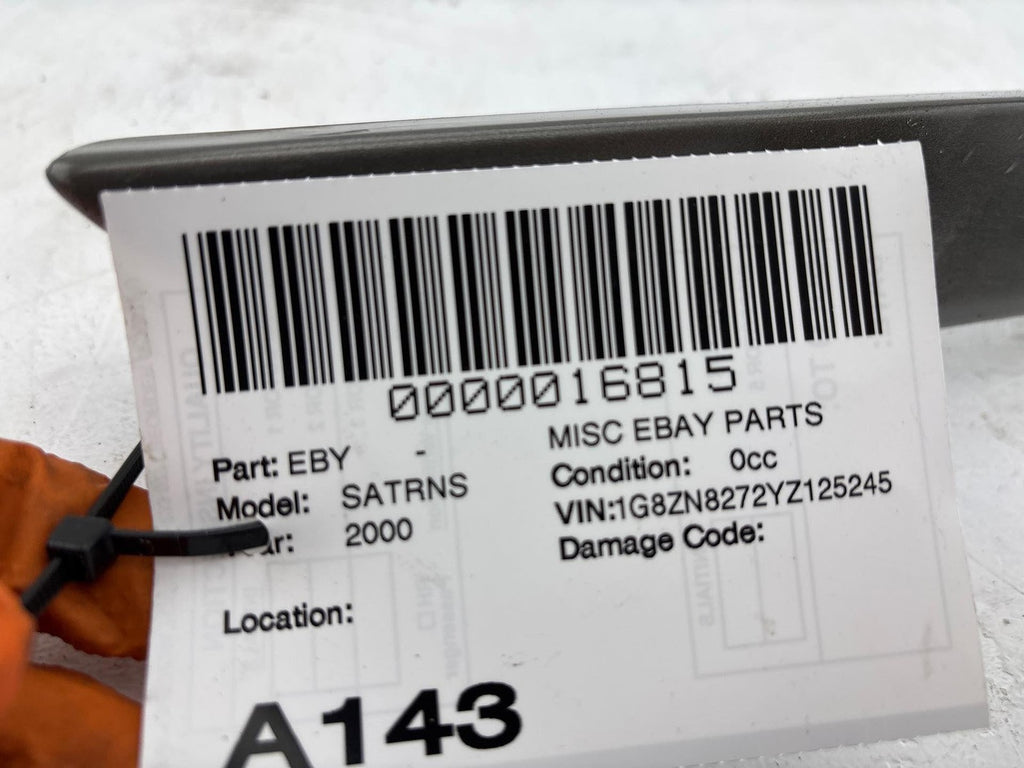 0000016815
MISC EBAY PARTS
Part: EBY -
Condition: 0cc
Model: SATRNS
VIN:1G8ZN8272YZ125245
2000
Damage Code:
Location:
A143